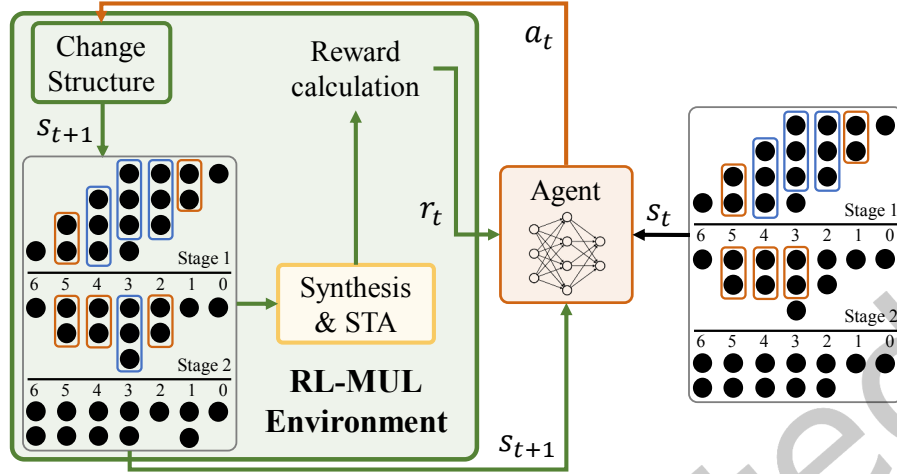 Change
Structure
s_{t+1}
Reward
calculation
a_t
r_t
Agent
s_t
Stage 1
6 5 4 3 2 1 0
Stage 2
6 5 4 3 2 1 0
Synthesis
& STA
RL-MUL
Environment
s_{t+1}
Stage 1
6 5 4 3 2 1 0
Stage 2
6 5 4 3 2 1 0